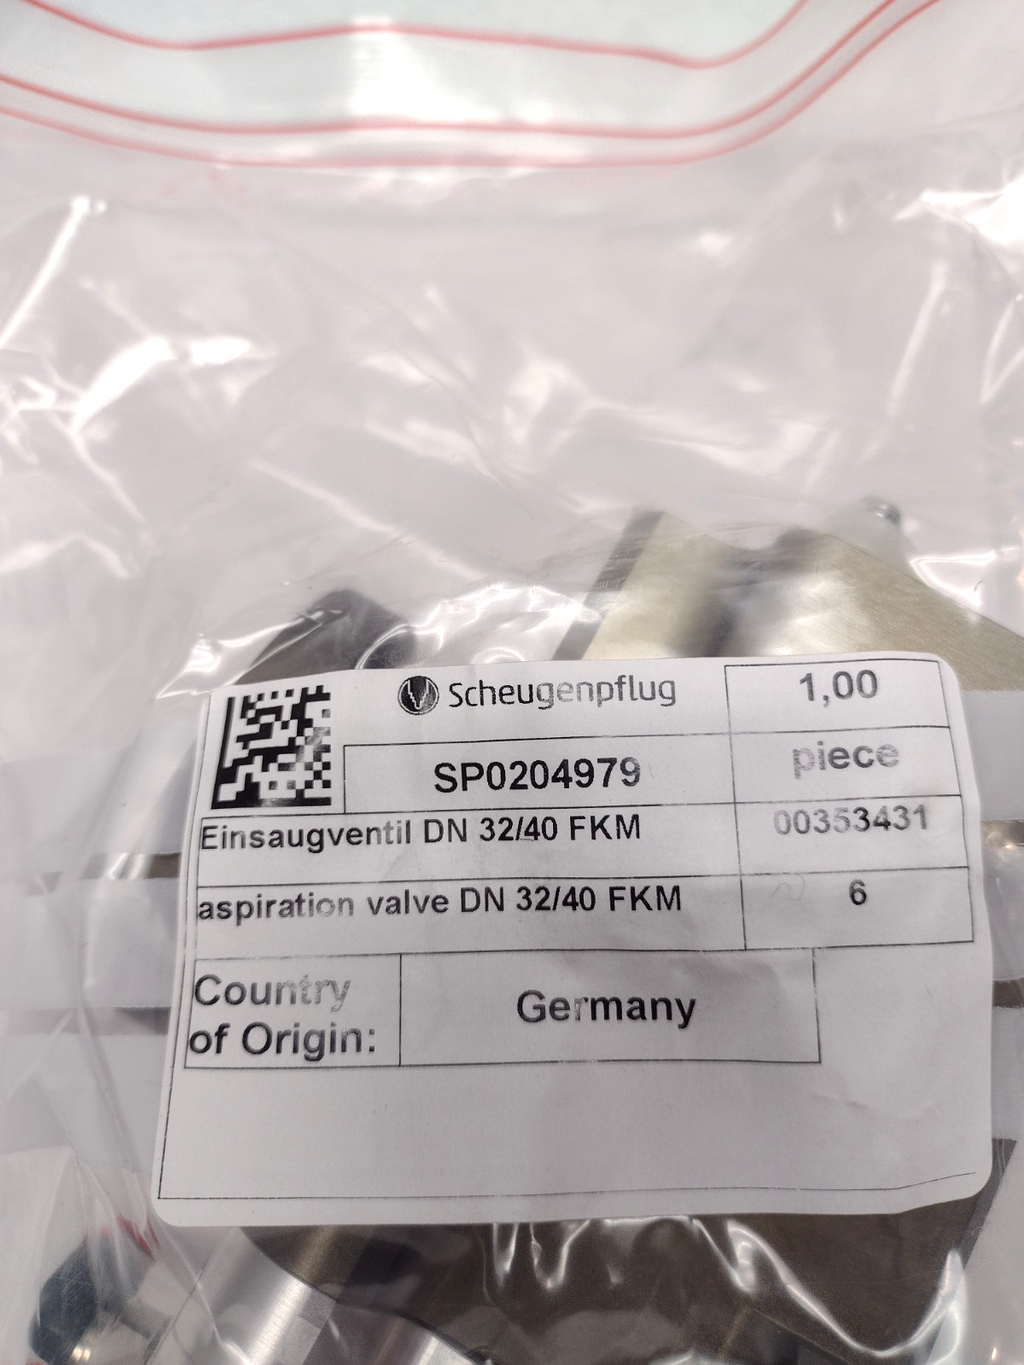 Scheugenpflug
1,00
SP0204979
piece
Einsaugventil DN 32/40 FKM
00353431
aspiration valve DN 32/40 FKM
6
Country
of Origin:
Germany